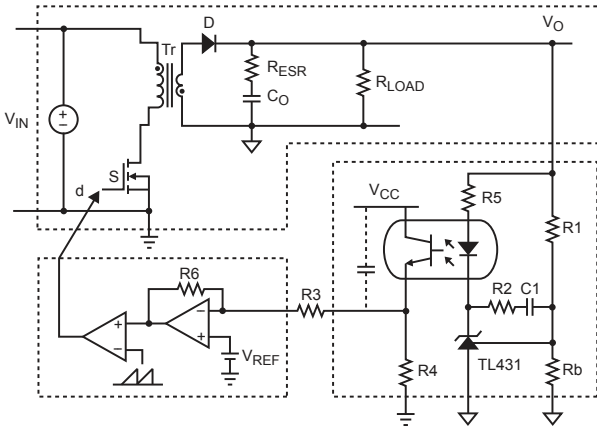 D
V_O
Tr
R_ESR
C_O
R_LOAD
V_IN
+
−
S
d
V_CC
R5
R1
R6
R3
R2
C1
−
+
+
−
V_REF
R4
TL431
Rb